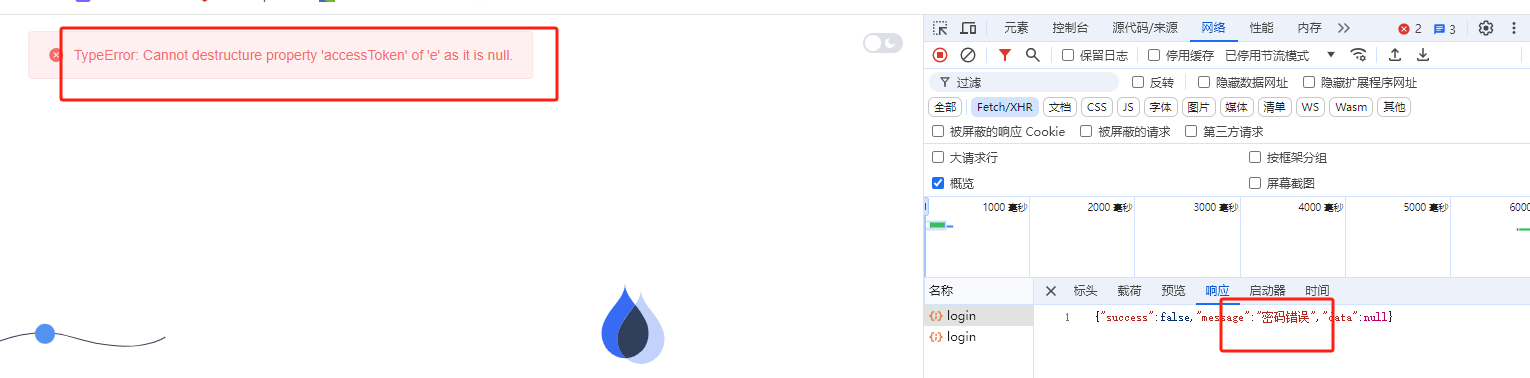 TypeError: Cannot destructure property 'accessToken' of 'e' as it is null.
元素 控制台 源代码/来源 网络 性能 内存 2 3
保留日志 停用缓存 已停用节流模式
过滤 反转 隐藏数据网址 隐藏扩展程序网址
全部 Fetch/XHR 文档 CSS JS 字体 图片 媒体 清单 WS Wasm 其他
被屏蔽的响应 Cookie 被屏蔽的请求 第三方请求
大请求行 按框架分组
概览 屏幕截图
1000 毫秒 2000 毫秒 3000 毫秒 4000 毫秒 5000 毫秒 6000
名称 标头 载荷 预览 响应 启动器 时间
login 1 {"success":false,"message":"密码错误","data":null}
login